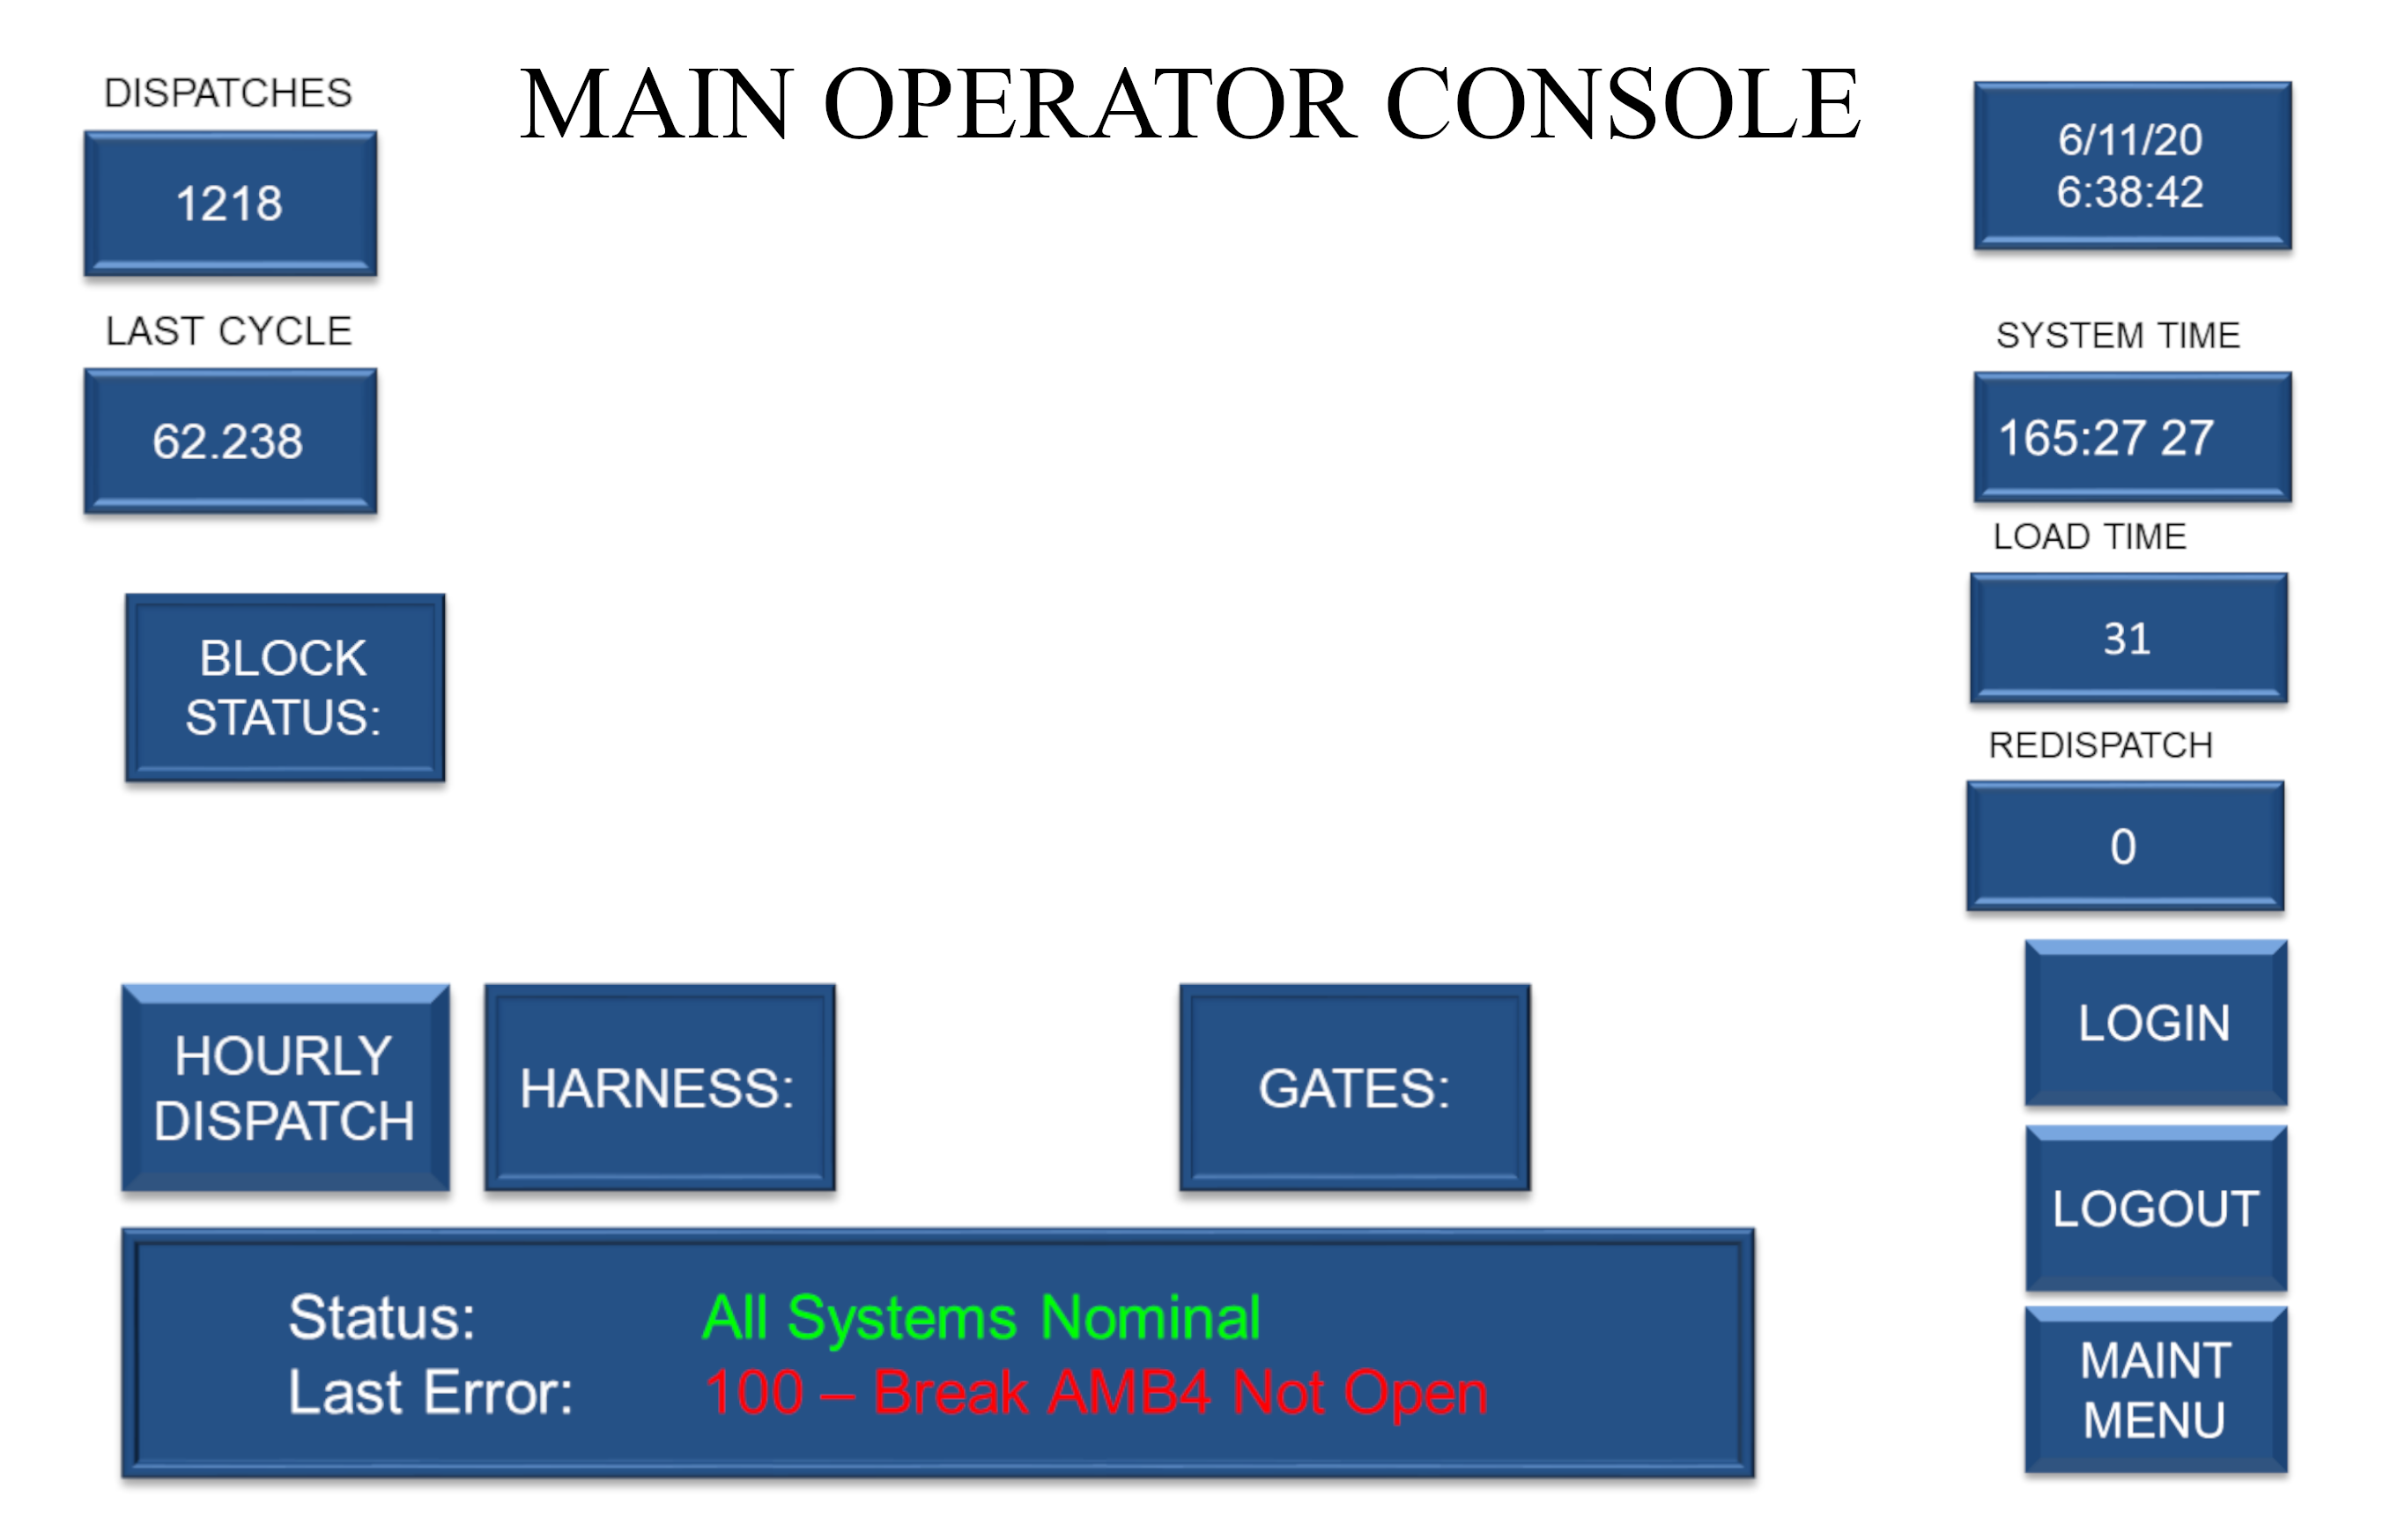 MAIN OPERATOR CONSOLE
DISPATCHES
1218
LAST CYCLE
62.238
BLOCK
STATUS:
6/11/20
6:38:42
SYSTEM TIME
165:27 27
LOAD TIME
31
REDISPATCH
0
HOURLY
DISPATCH
HARNESS:
GATES:
LOGIN
LOGOUT
MAINT
MENU
Status: All Systems Nominal
Last Error: 100 – Break AMB4 Not Open